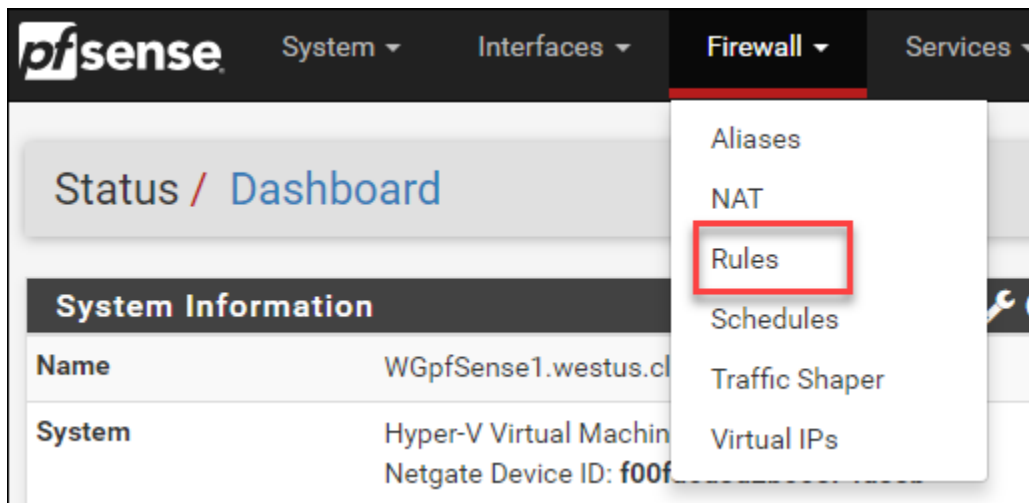 pfsense System Interfaces Firewall Services
Aliases
Status / Dashboard
NAT
Rules
System Information
Schedules
Name WGpfSense1.westus.cl
Traffic Shaper
System Hyper-V Virtual Machin
Virtual IPs
Netgate Device ID: